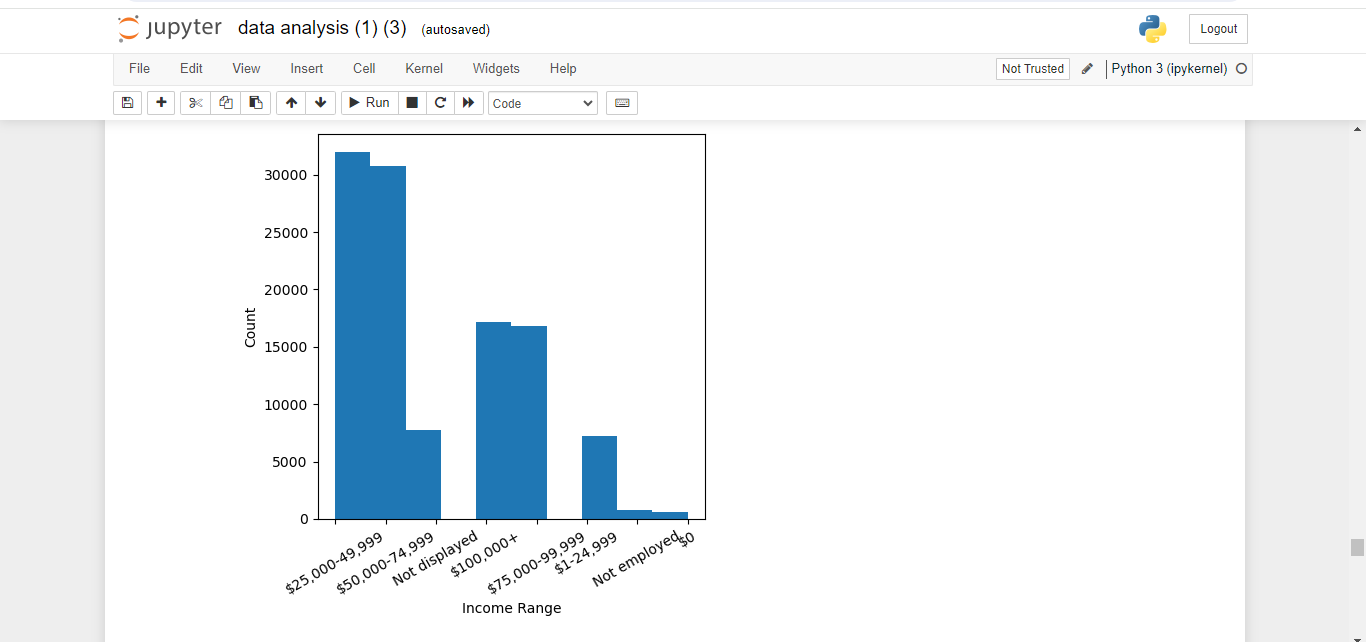 jupyter data analysis (1) (3) (autosaved) Logout
File Edit View Insert Cell Kernel Widgets Help Not Trusted Python 3 (ipykernel)
Run Code
30000
25000
20000
15000
10000
5000
0
Count
$25,000-49,999
$50,000-74,999
Not displayed
$100,000+
$75,000-99,999
$1-24,999
Not employed
$0
Income Range